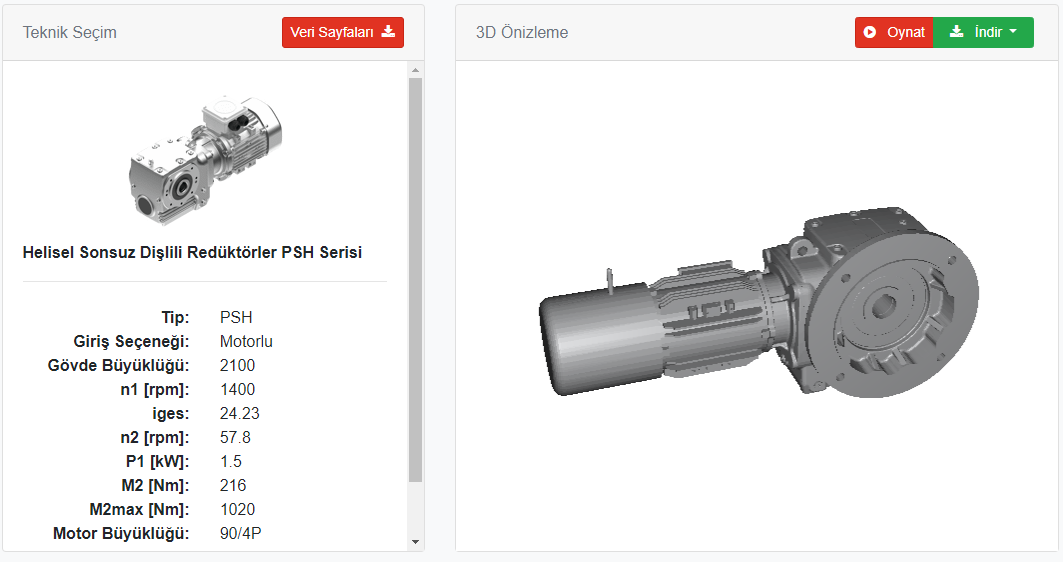 Teknik Seçim
Veri Sayfaları
Helisel Sonsuz Dişlili Redüktörler PSH Serisi
Tip: PSH
Giriş Seçeneği: Motorlu
Gövde Büyüklüğü: 2100
n1 [rpm]: 1400
iges: 24.23
n2 [rpm]: 57.8
P1 [kW]: 1.5
M2 [Nm]: 216
M2max [Nm]: 1020
Motor Büyüklüğü: 90/4P
3D Önizleme
Oynat
İndir